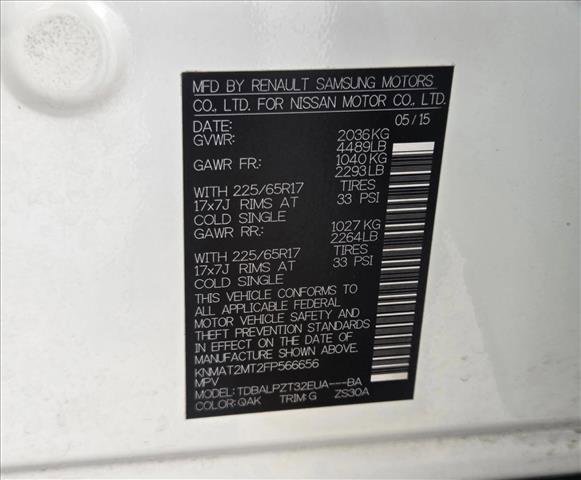 MFD BY RENAULT SAMSUNG MOTORS
CO., LTD. FOR NISSAN MOTOR CO., LTD.
DATE: 05/15
GVWR: 2036KG
4489LB
GAWR FR: 1040KG
2293LB
WITH 225/65R17 TIRES
17x7J RIMS AT 33 PSI
COLD SINGLE
GAWR RR: 1027KG
2264LB
WITH 225/65R17 TIRES
17x7J RIMS AT 33 PSI
COLD SINGLE
THIS VEHICLE CONFORMS TO
ALL APPLICABLE FEDERAL
MOTOR VEHICLE SAFETY AND
THEFT PREVENTION STANDARDS
IN EFFECT ON THE DATE OF
MANUFACTURE SHOWN ABOVE.
KNMAT2MT2FP566656
MPV
MODEL: TDBALPZT32EUA---BA
COLOR: QAK TRIM: G ZS30A